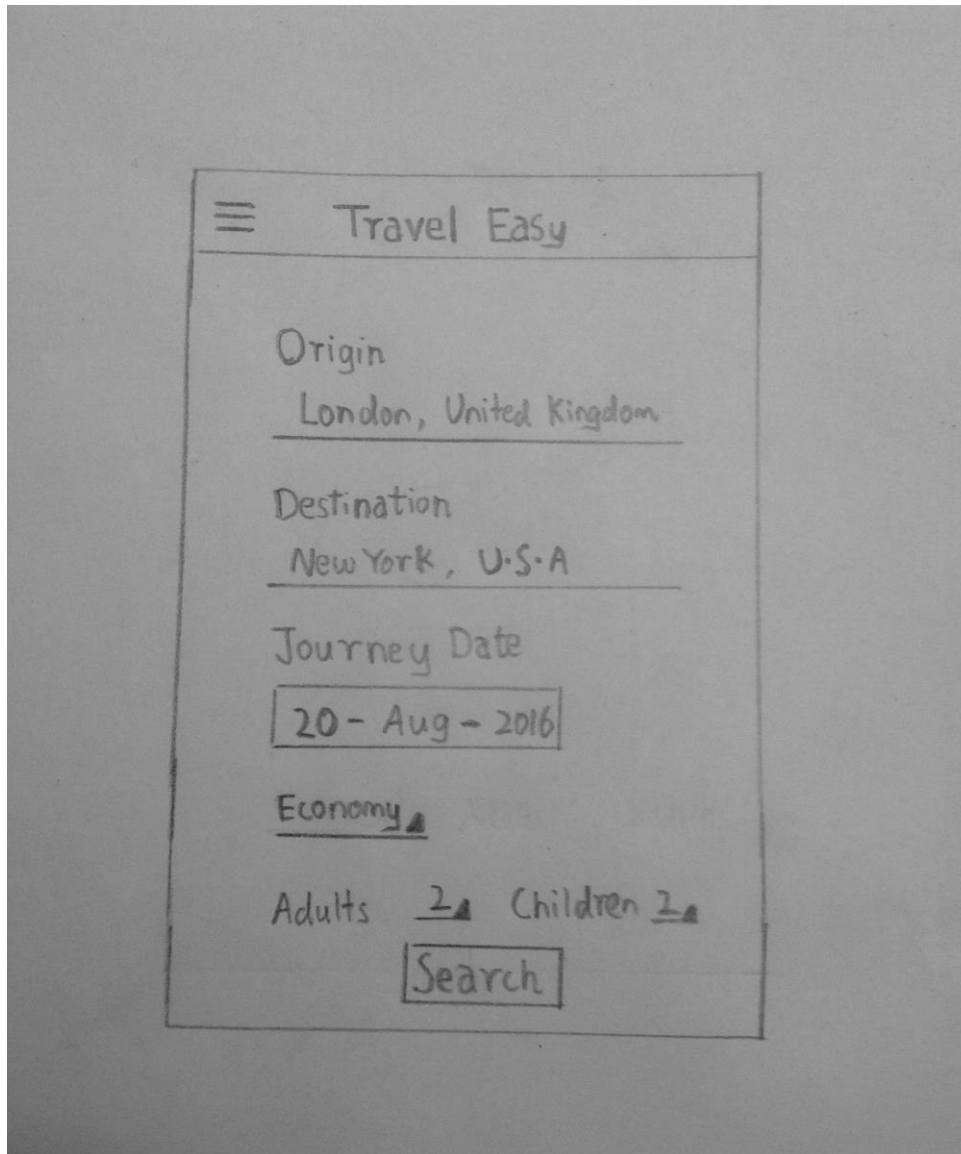 Travel Easy
Origin
London, United Kingdom
Destination
New York, U.S.A
Journey Date
20-Aug-2016
Economy
Adults 2 Children 2
Search